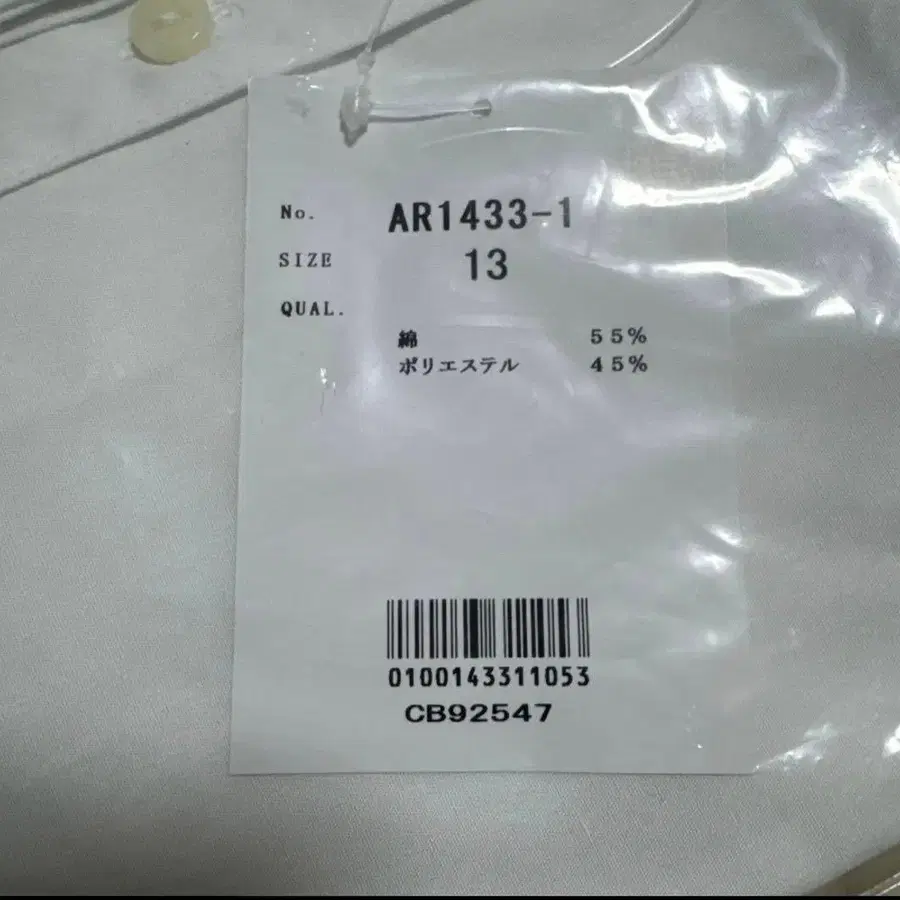 No. AR1433-1
SIZE 13
QUAL.
綿 55%
ポリエステル 45%
0100143311053
CB92547